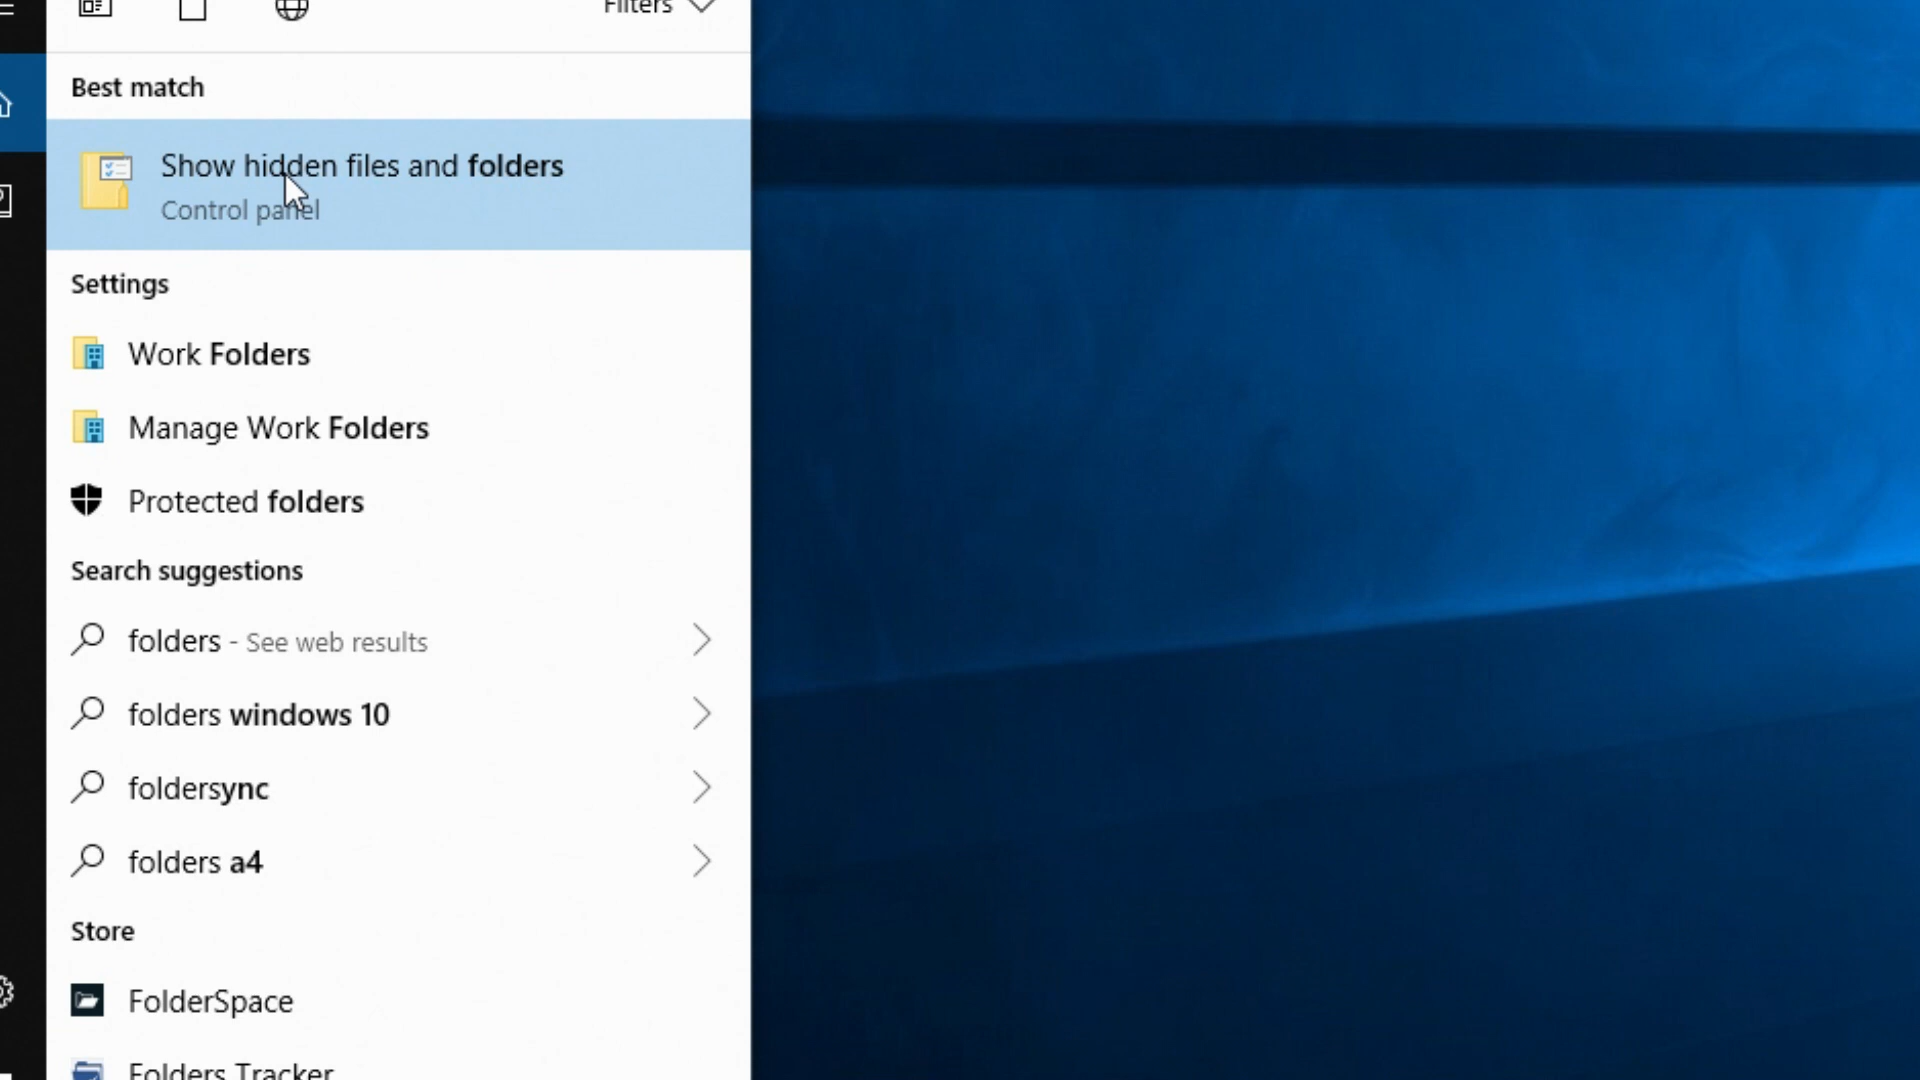 Filters
Best match
Show hidden files and folders
Control panel
Settings
Work Folders
Manage Work Folders
Protected folders
Search suggestions
folders - See web results
folders windows 10
foldersync
folders a4
Store
FolderSpace
Folders Tracker